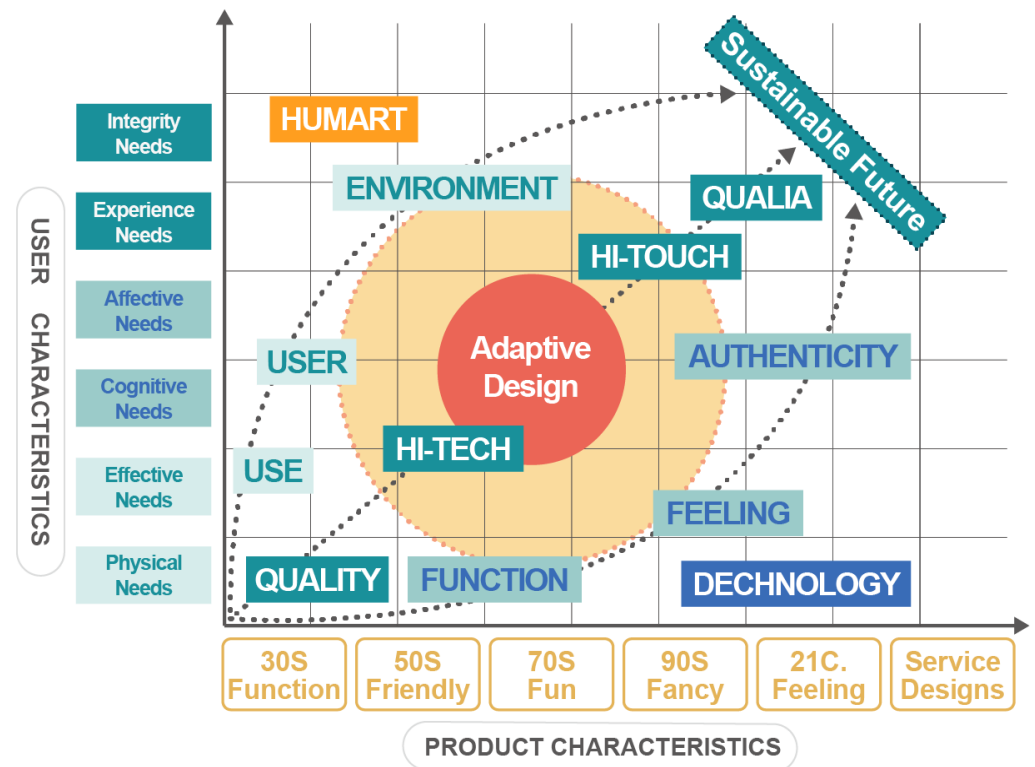 Sustainable Future
HUMART
Integrity
Needs
ENVIRONMENT
QUALIA
Experience
Needs
HI-TOUCH
Affective
Needs
Adaptive
Design
USER
AUTHENTICITY
Cognitive
Needs
HI-TECH
USE
Effective
Needs
FEELING
Physical
Needs
QUALITY
FUNCTION
DECHNOLOGY
USER CHARACTERISTICS
30S
Function
50S
Friendly
70S
Fun
90S
Fancy
21C.
Feeling
Service
Designs
PRODUCT CHARACTERISTICS